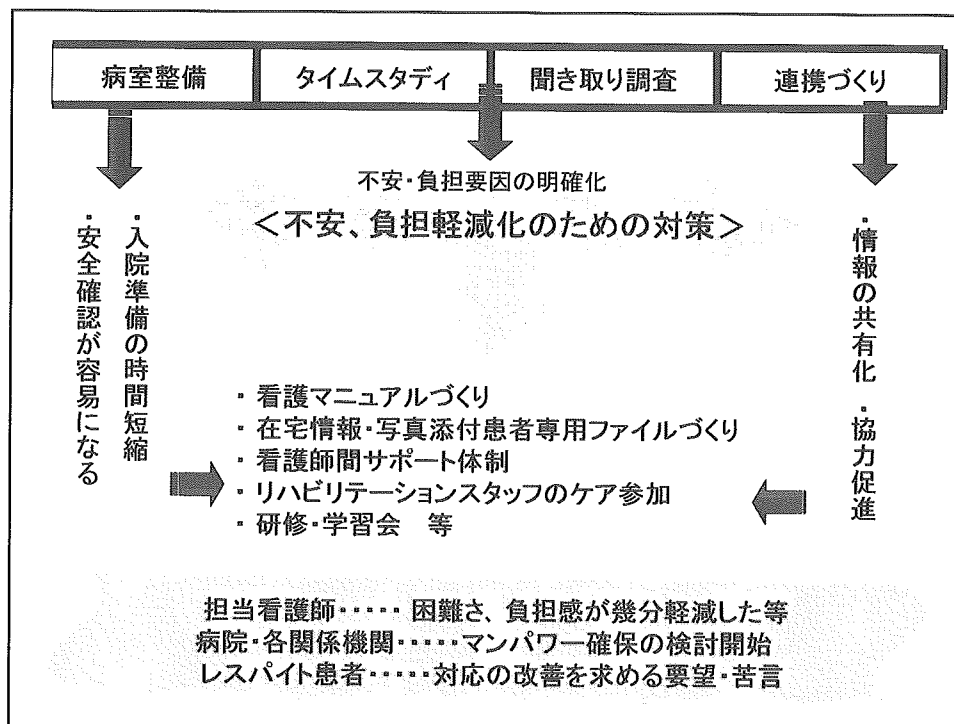 病室整備
タイムスタディ
聞き取り調査
連携づくり
不安・負担要因の明確化
＜不安、負担軽減化のための対策＞
・入院準備の時間短縮
・安全確認が容易になる
・情報の共有化 ・協力促進
・看護マニュアルづくり
・在宅情報・写真添付患者専用ファイルづくり
・看護師間サポート体制
・リハビリテーションスタッフのケア参加
・研修・学習会 等
担当看護師・・・・・ 困難さ、負担感が幾分軽減した等
病院・各関係機関・・・・・マンパワー確保の検討開始
レスパイト患者・・・・・対応の改善を求める要望・苦言